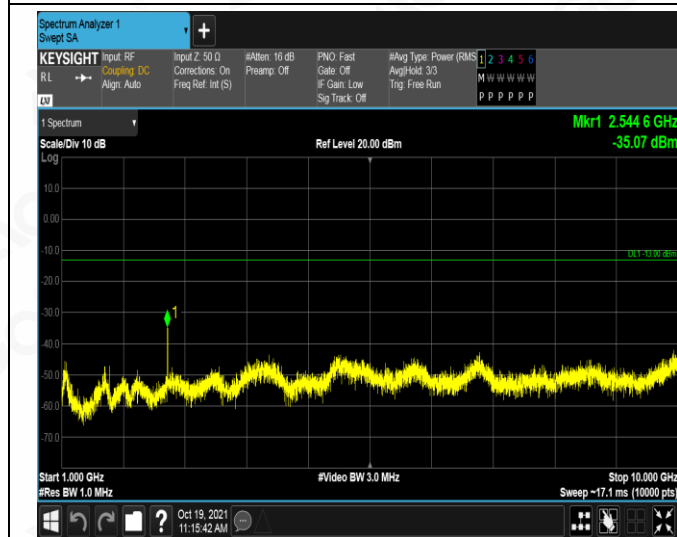 Spectrum Analyzer 1
Swept SA
+
KEYSIGHT
R L
LXI
Input: RF
Coupling: DC
Align: Auto
Input Z: 50 Ω
Corrections: On
Freq Ref: Int (S)
#Atten: 16 dB
Preamp: Off
PNO: Fast
Gate: Off
IF Gain: Low
Sig Track: Off
#Avg Type: Power (RMS
Avg|Hold: 3/3
Trig: Free Run
1 2 3 4 5 6
M W W W W W
P P P P P P
1 Spectrum
Mkr1 2.544 6 GHz
Scale/Div 10 dB
Ref Level 20.00 dBm
-35.07 dBm
Log
10.0
0.00
-10.0
DL1 -13.00 dBm
-20.0
-30.0
1
-40.0
-50.0
-60.0
-70.0
Start 1.000 GHz
#Video BW 3.0 MHz
Stop 10.000 GHz
#Res BW 1.0 MHz
Sweep ~17.1 ms (10000 pts)
?
Oct 19, 2021
11:15:42 AM